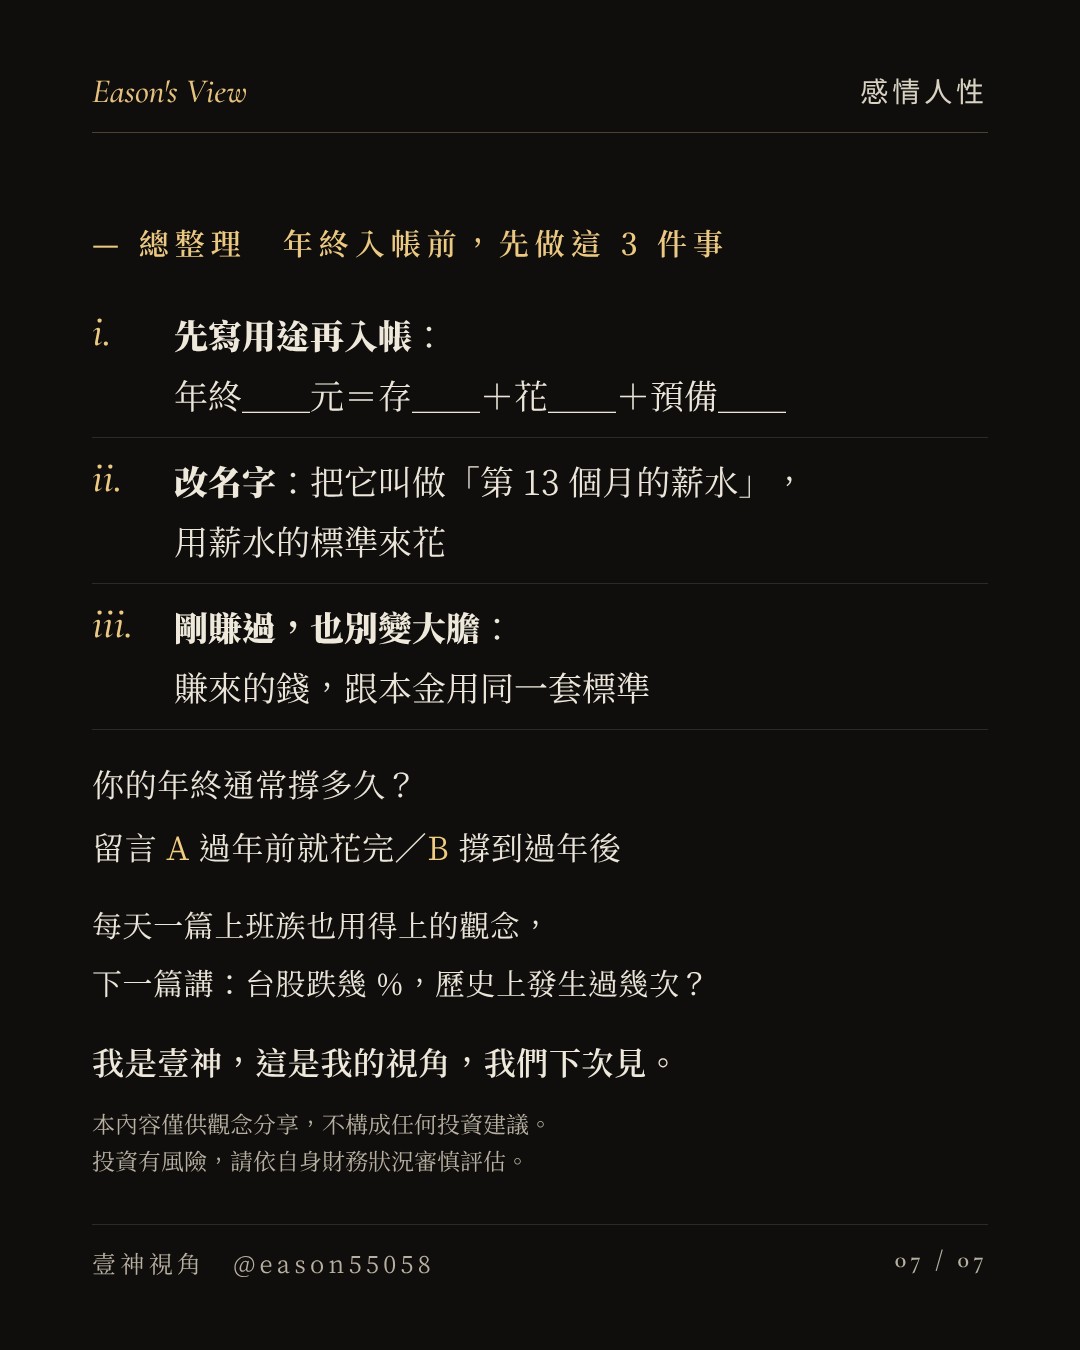 Eason's View
感情人性
— 總整理　年終入帳前，先做這 3 件事
i.
先寫用途再入帳：
年終＿＿元＝存＿＿＋花＿＿＋預備＿＿
ii.
改名字：把它叫做「第 13 個月的薪水」，
用薪水的標準來花
iii.
剛賺過，也別變大膽：
賺來的錢，跟本金用同一套標準
你的年終通常撐多久？
留言 A 過年前就花完／B 撐到過年後
每天一篇上班族也用得上的觀念，
下一篇講：台股跌幾 %，歷史上發生過幾次？
我是壹神，這是我的視角，我們下次見。
本內容僅供觀念分享，不構成任何投資建議。
投資有風險，請依自身財務狀況審慎評估。
壹神視角　@eason55058
07 / 07